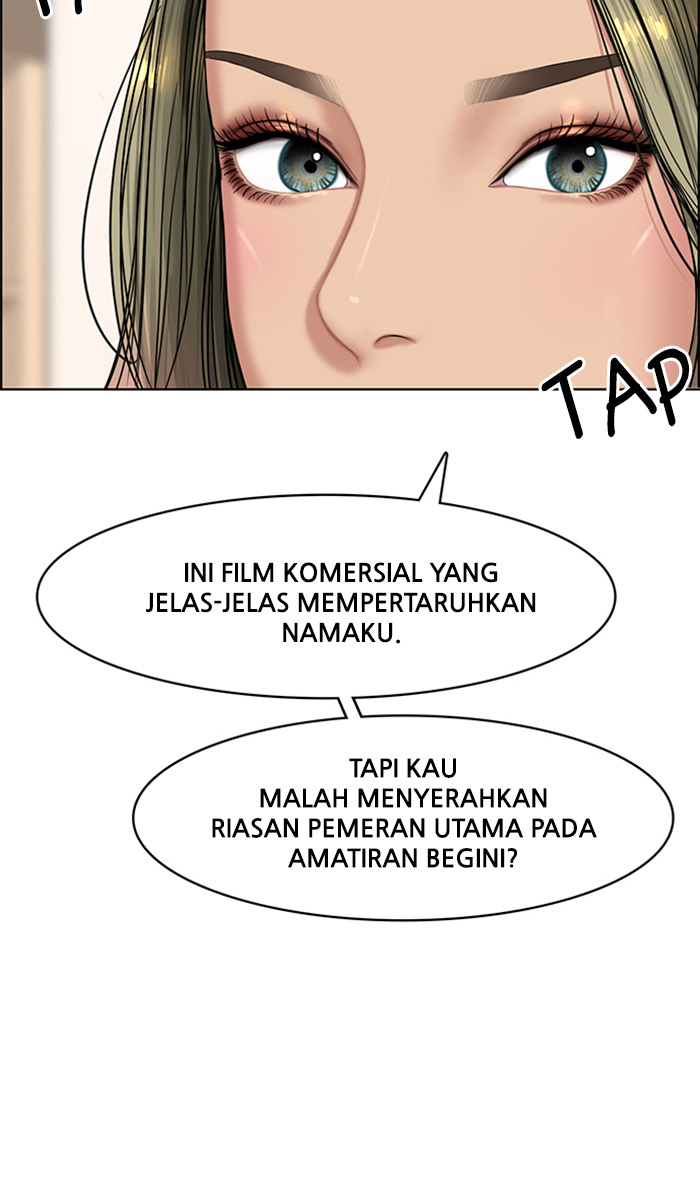 TAP
INI FILM KOMERSIAL YANG
JELAS-JELAS MEMPERTARUHKAN
NAMAKU.
TAPI KAU
MALAH MENYERAHKAN
RIASAN PEMERAN UTAMA PADA
AMATIRAN BEGINI?